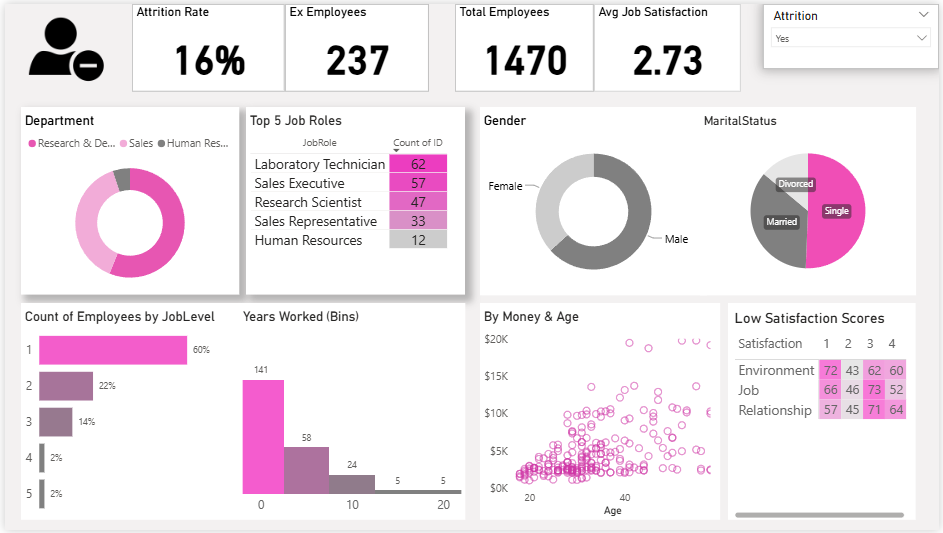 Attrition Rate
16%
Ex Employees
237
Total Employees
1470
Avg Job Satisfaction
2.73
Attrition
Yes
Department
Research & De... Sales Human Res...
Top 5 Job Roles
JobRole Count of ID
Laboratory Technician 62
Sales Executive 57
Research Scientist 47
Sales Representative 33
Human Resources 12
Gender
Female
Male
MaritalStatus
Divorced
Single
Married
Count of Employees by JobLevel
1 60%
2 22%
3 14%
4 2%
5 2%
Years Worked (Bins)
141
58
24
5 5
0 10 20
By Money & Age
$20K
$15K
$10K
$5K
$0K
20 40
Age
Low Satisfaction Scores
Satisfaction 1 2 3 4
Environment 72 43 62 60
Job 66 46 73 52
Relationship 57 45 71 64